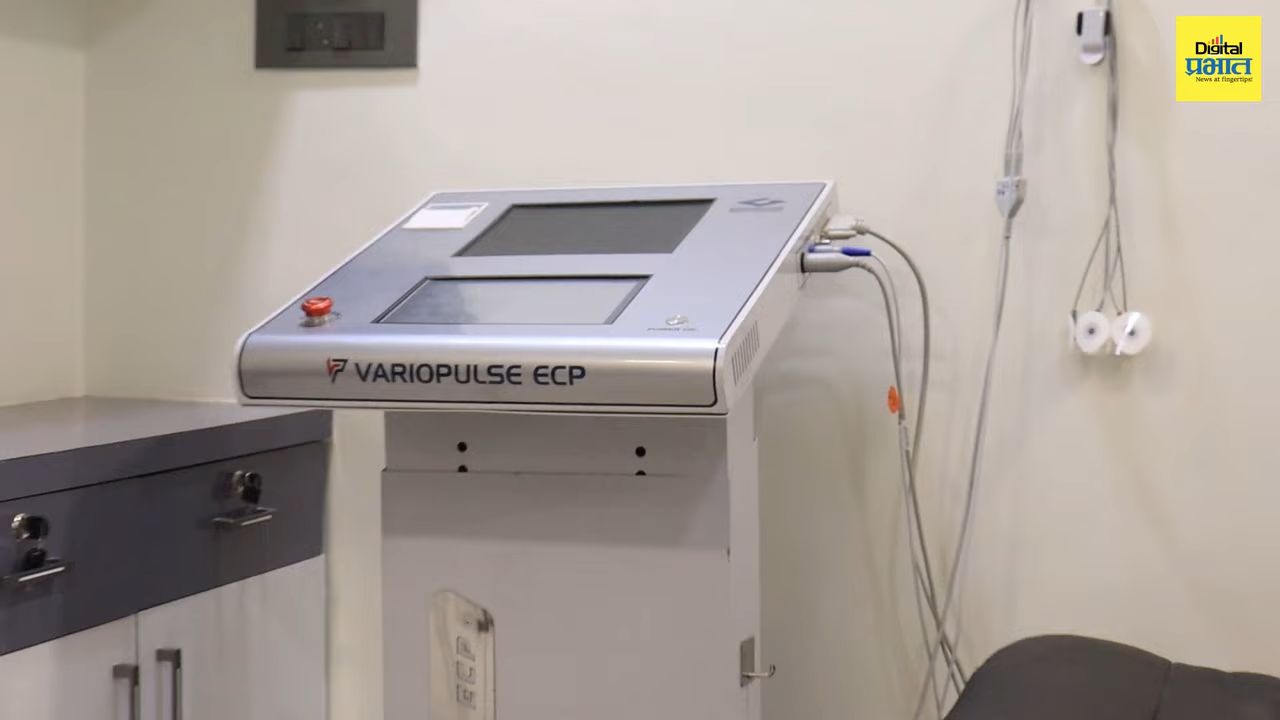 Digital
प्रभात
News at fingertips!
VARIOPULSE ECP